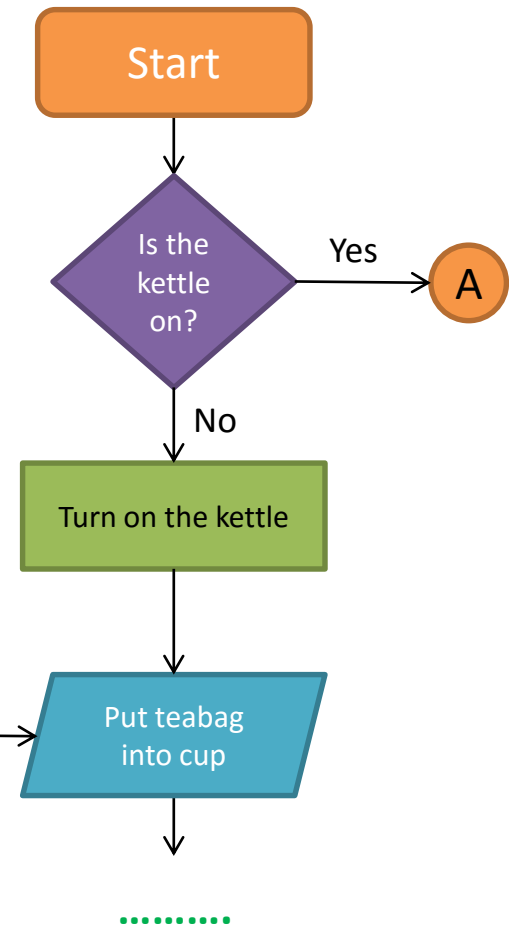 Start
Is the
kettle
on?
Yes
A
No
Turn on the kettle
Put teabag
into cup
..........